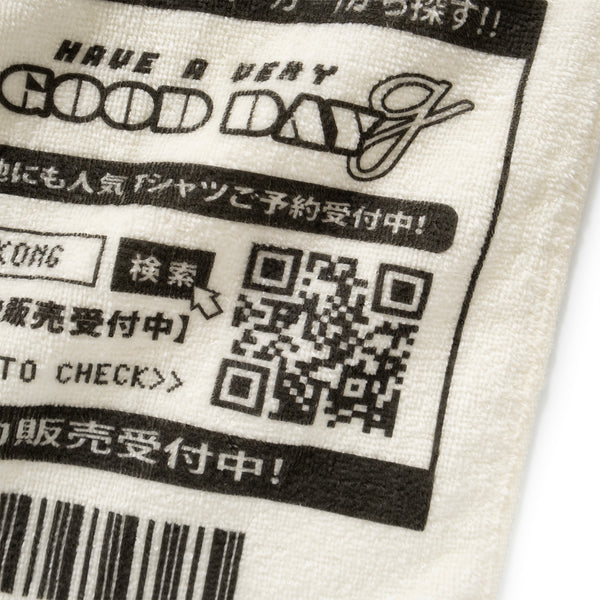 から探す!!
HAVE A VERY
GOOD DAY g
他にも人気Tシャツご予約受付中!
KONG
検索
販売受付中】
TO CHECK>>
販売受付中!